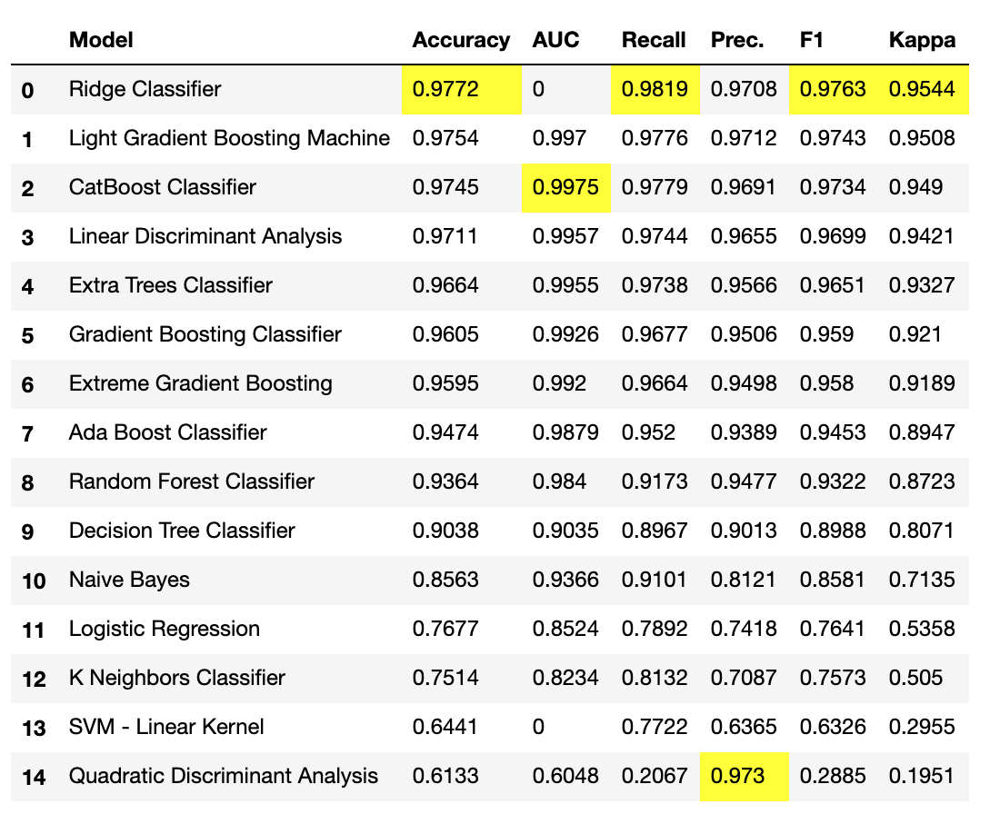 Model Accuracy AUC Recall Prec. F1 Kappa
0 Ridge Classifier 0.9772 0 0.9819 0.9708 0.9763 0.9544
1 Light Gradient Boosting Machine 0.9754 0.997 0.9776 0.9712 0.9743 0.9508
2 CatBoost Classifier 0.9745 0.9975 0.9779 0.9691 0.9734 0.949
3 Linear Discriminant Analysis 0.9711 0.9957 0.9744 0.9655 0.9699 0.9421
4 Extra Trees Classifier 0.9664 0.9955 0.9738 0.9566 0.9651 0.9327
5 Gradient Boosting Classifier 0.9605 0.9926 0.9677 0.9506 0.959 0.921
6 Extreme Gradient Boosting 0.9595 0.992 0.9664 0.9498 0.958 0.9189
7 Ada Boost Classifier 0.9474 0.9879 0.952 0.9389 0.9453 0.8947
8 Random Forest Classifier 0.9364 0.984 0.9173 0.9477 0.9322 0.8723
9 Decision Tree Classifier 0.9038 0.9035 0.8967 0.9013 0.8988 0.8071
10 Naive Bayes 0.8563 0.9366 0.9101 0.8121 0.8581 0.7135
11 Logistic Regression 0.7677 0.8524 0.7892 0.7418 0.7641 0.5358
12 K Neighbors Classifier 0.7514 0.8234 0.8132 0.7087 0.7573 0.505
13 SVM - Linear Kernel 0.6441 0 0.7722 0.6365 0.6326 0.2955
14 Quadratic Discriminant Analysis 0.6133 0.6048 0.2067 0.973 0.2885 0.1951